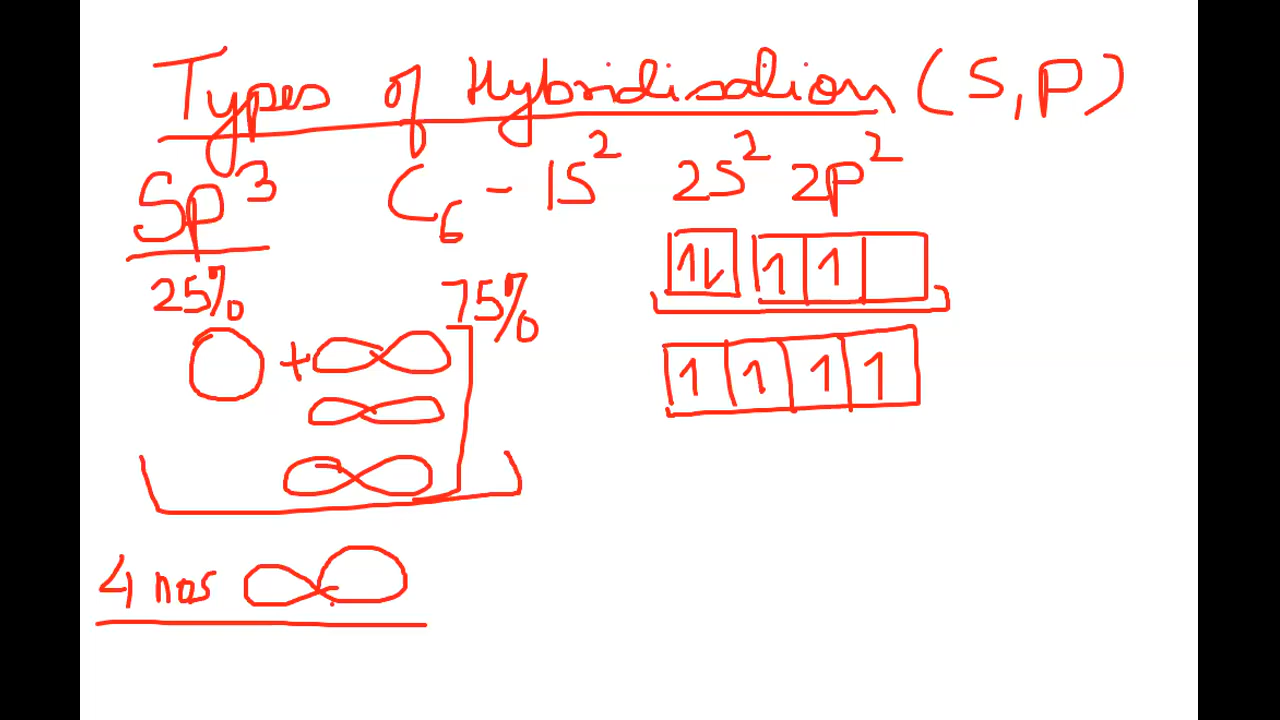 Types of Hybridisation (S,P)
Sp³ C₆ - 1S² 2S² 2P²
25% 75%
1⇂ 1 1
+
1 1 1 1
4 nos